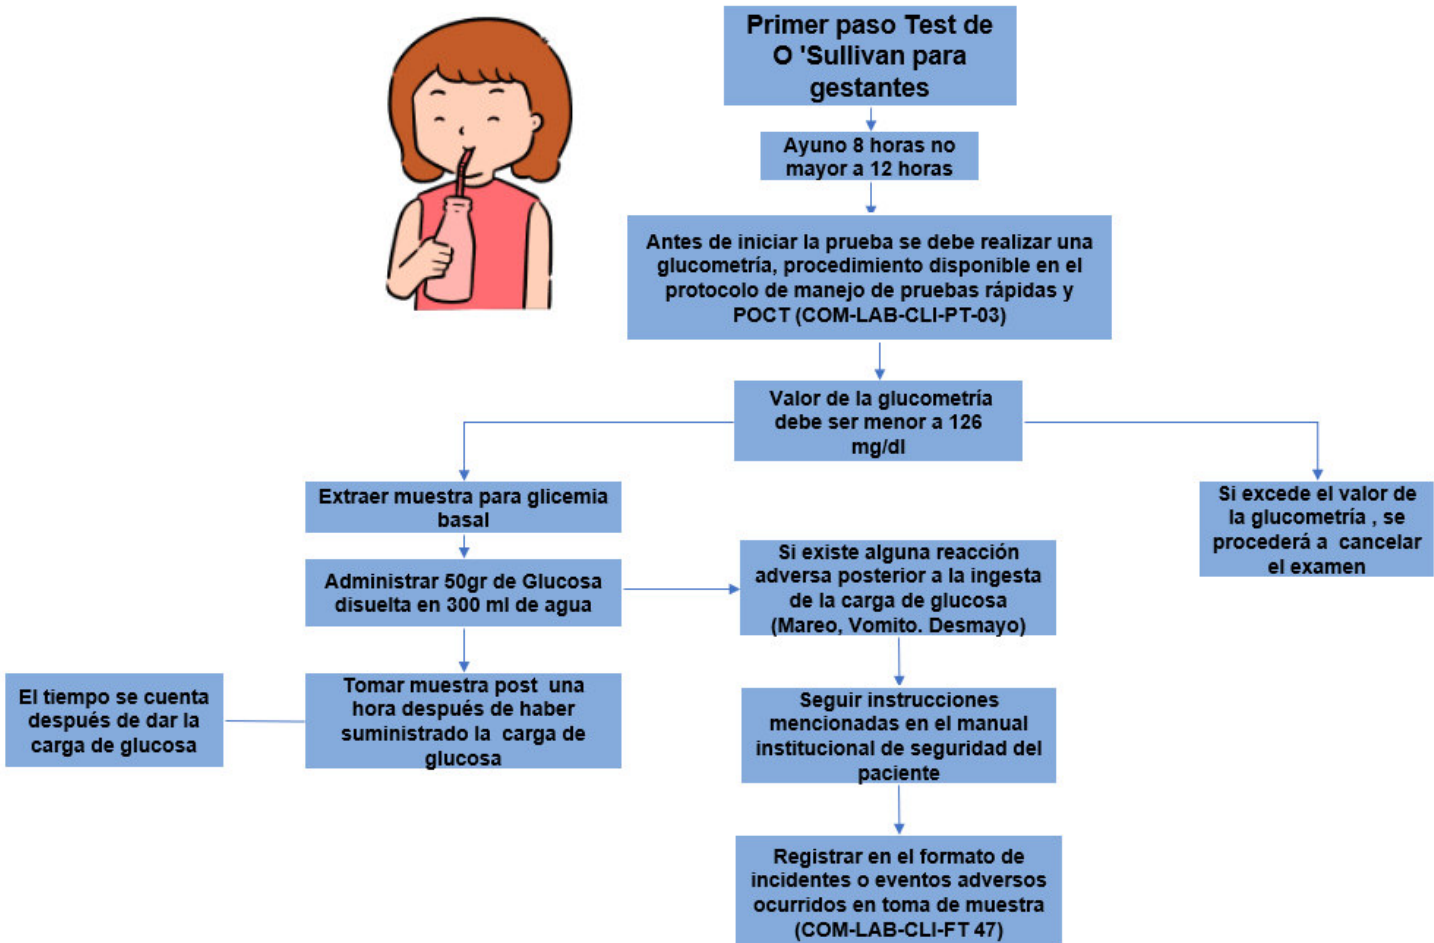 Primer paso Test de
O 'Sullivan para
gestantes
Ayuno 8 horas no
mayor a 12 horas
Antes de iniciar la prueba se debe realizar una
glucometría, procedimiento disponible en el
protocolo de manejo de pruebas rápidas y
POCT (COM-LAB-CLI-PT-03)
Valor de la glucometría
debe ser menor a 126
mg/dl
Extraer muestra para glicemia
basal
Si excede el valor de
la glucometría , se
procederá a cancelar
el examen
Administrar 50gr de Glucosa
disuelta en 300 ml de agua
Si existe alguna reacción
adversa posterior a la ingesta
de la carga de glucosa
(Mareo, Vomito. Desmayo)
El tiempo se cuenta
después de dar la
carga de glucosa
Tomar muestra post una
hora después de haber
suministrado la carga de
glucosa
Seguir instrucciones
mencionadas en el manual
institucional de seguridad del
paciente
Registrar en el formato de
incidentes o eventos adversos
ocurridos en toma de muestra
(COM-LAB-CLI-FT 47)